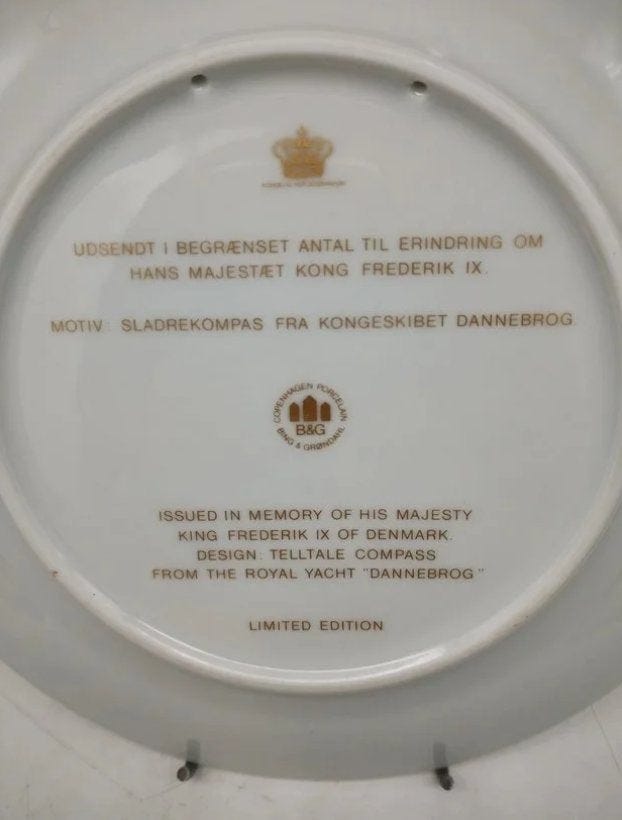 UDSENDT I BEGRÆNSET ANTAL TIL ERINDRING OM
HANS MAJESTÆT KONG FREDERIK IX.
MOTIV: SLADREKOMPAS FRA KONGESKIBET DANNEBROG.
COPENHAGEN PORCELAIN
B&G
BING & GRØNDAHL
ISSUED IN MEMORY OF HIS MAJESTY
KING FREDERIK IX OF DENMARK.
DESIGN: TELLTALE COMPASS
FROM THE ROYAL YACHT "DANNEBROG"
LIMITED EDITION